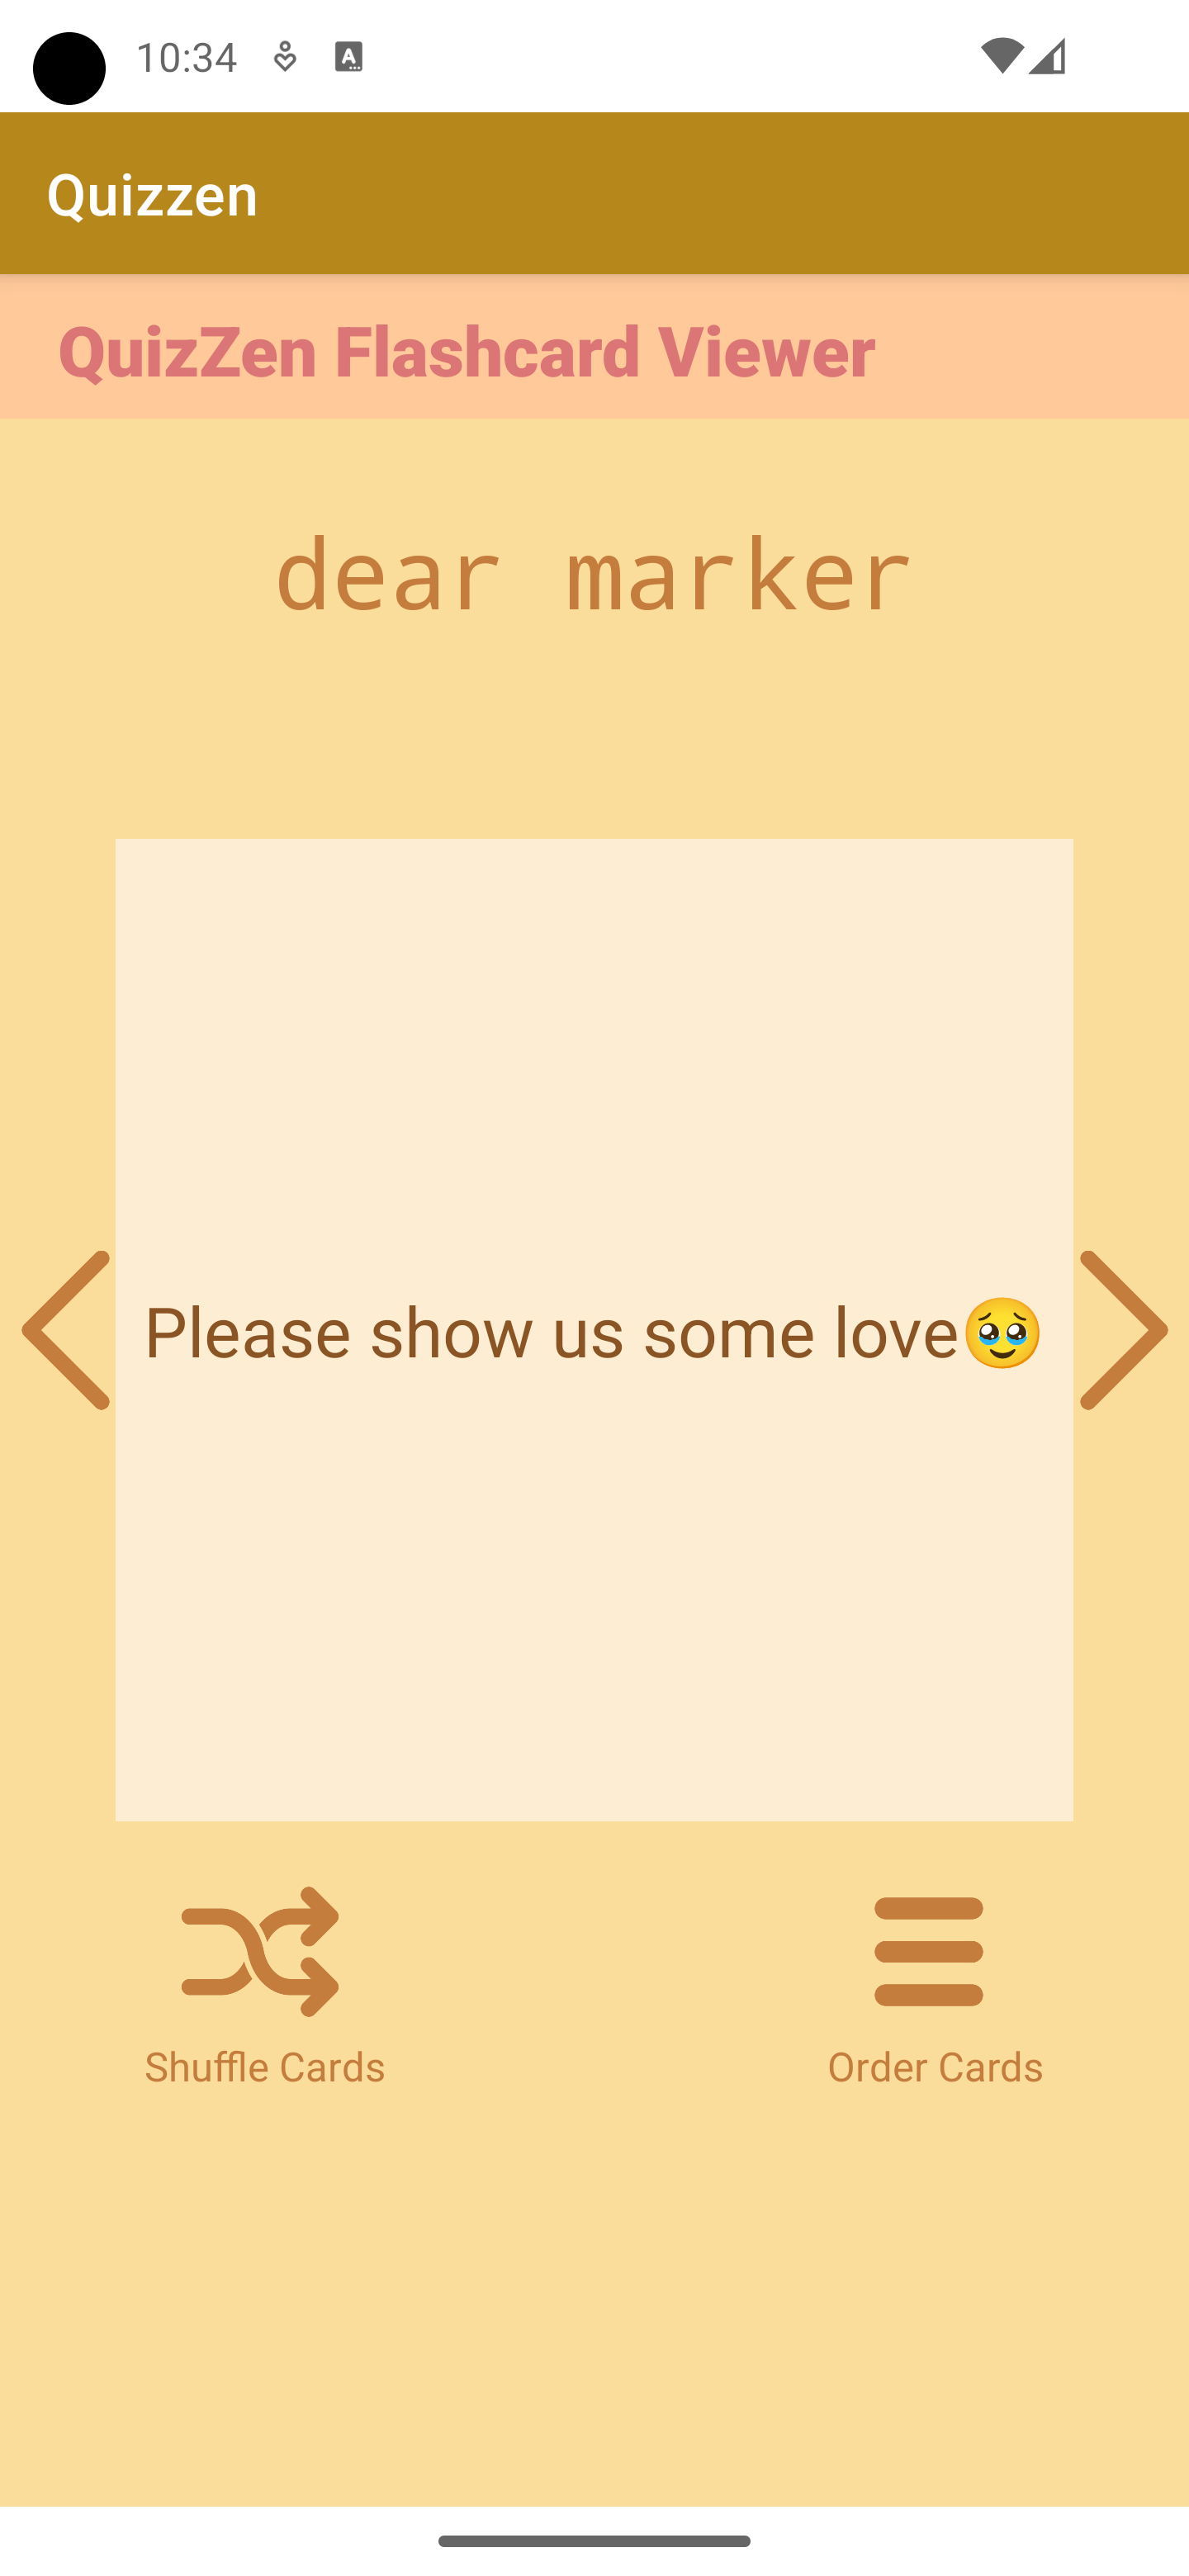 10:34
Quizzen
QuizZen Flashcard Viewer
dear marker
Please show us some love🥹
Shuffle Cards
Order Cards